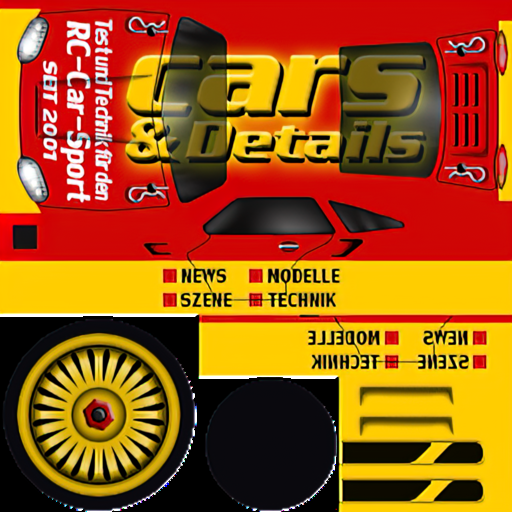 Test und Technik für den
RC-Car-Sport
SEIT 2001
cars
& Details
NEWS MODELLE
SZENE TECHNIK
NEWS MODELLE
SZENE TECHNIK